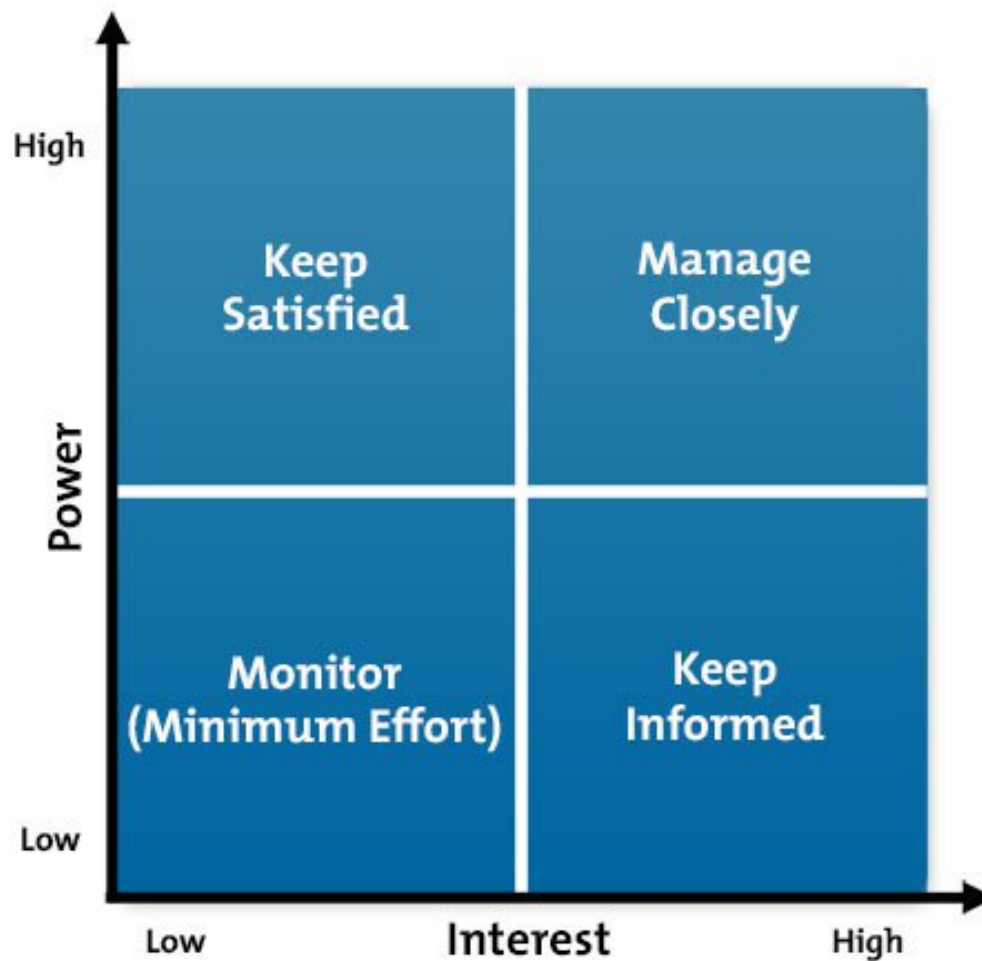 High
Keep
Satisfied
Manage
Closely
Power
Monitor
(Minimum Effort)
Keep
Informed
Low
Low
Interest
High